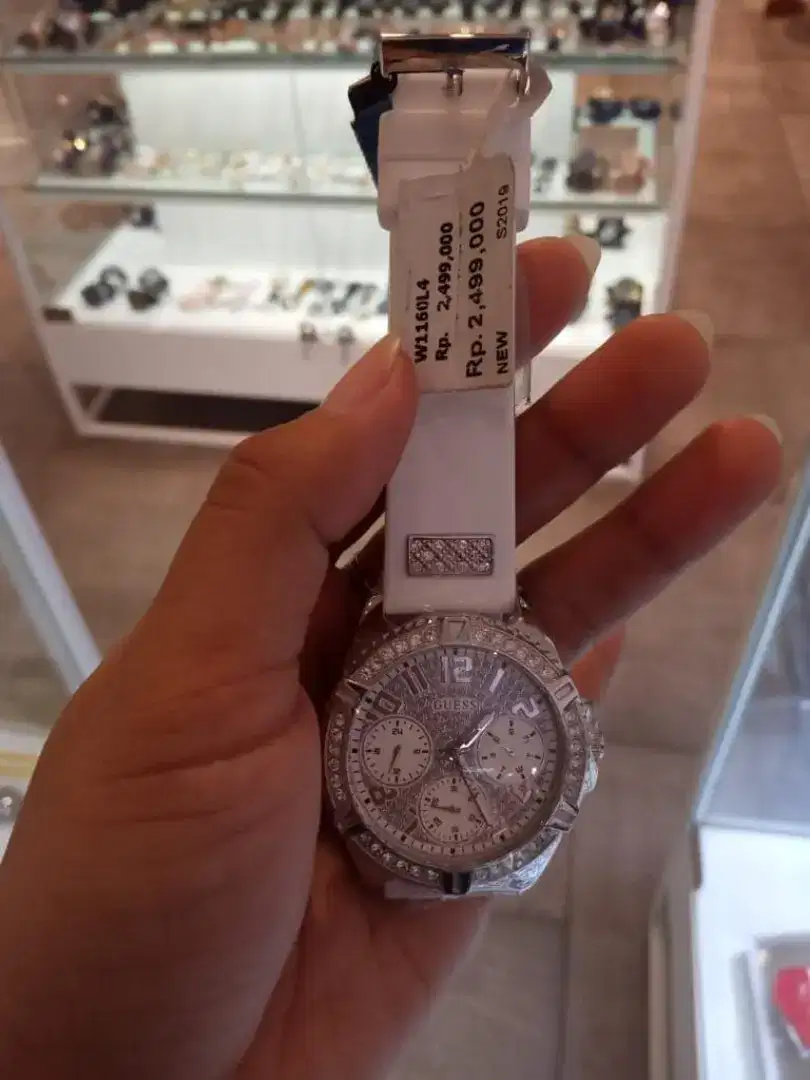 W1160L4
Rp. 2,499,000
Rp. 2,499,000
NEW S2019
12
GUESS